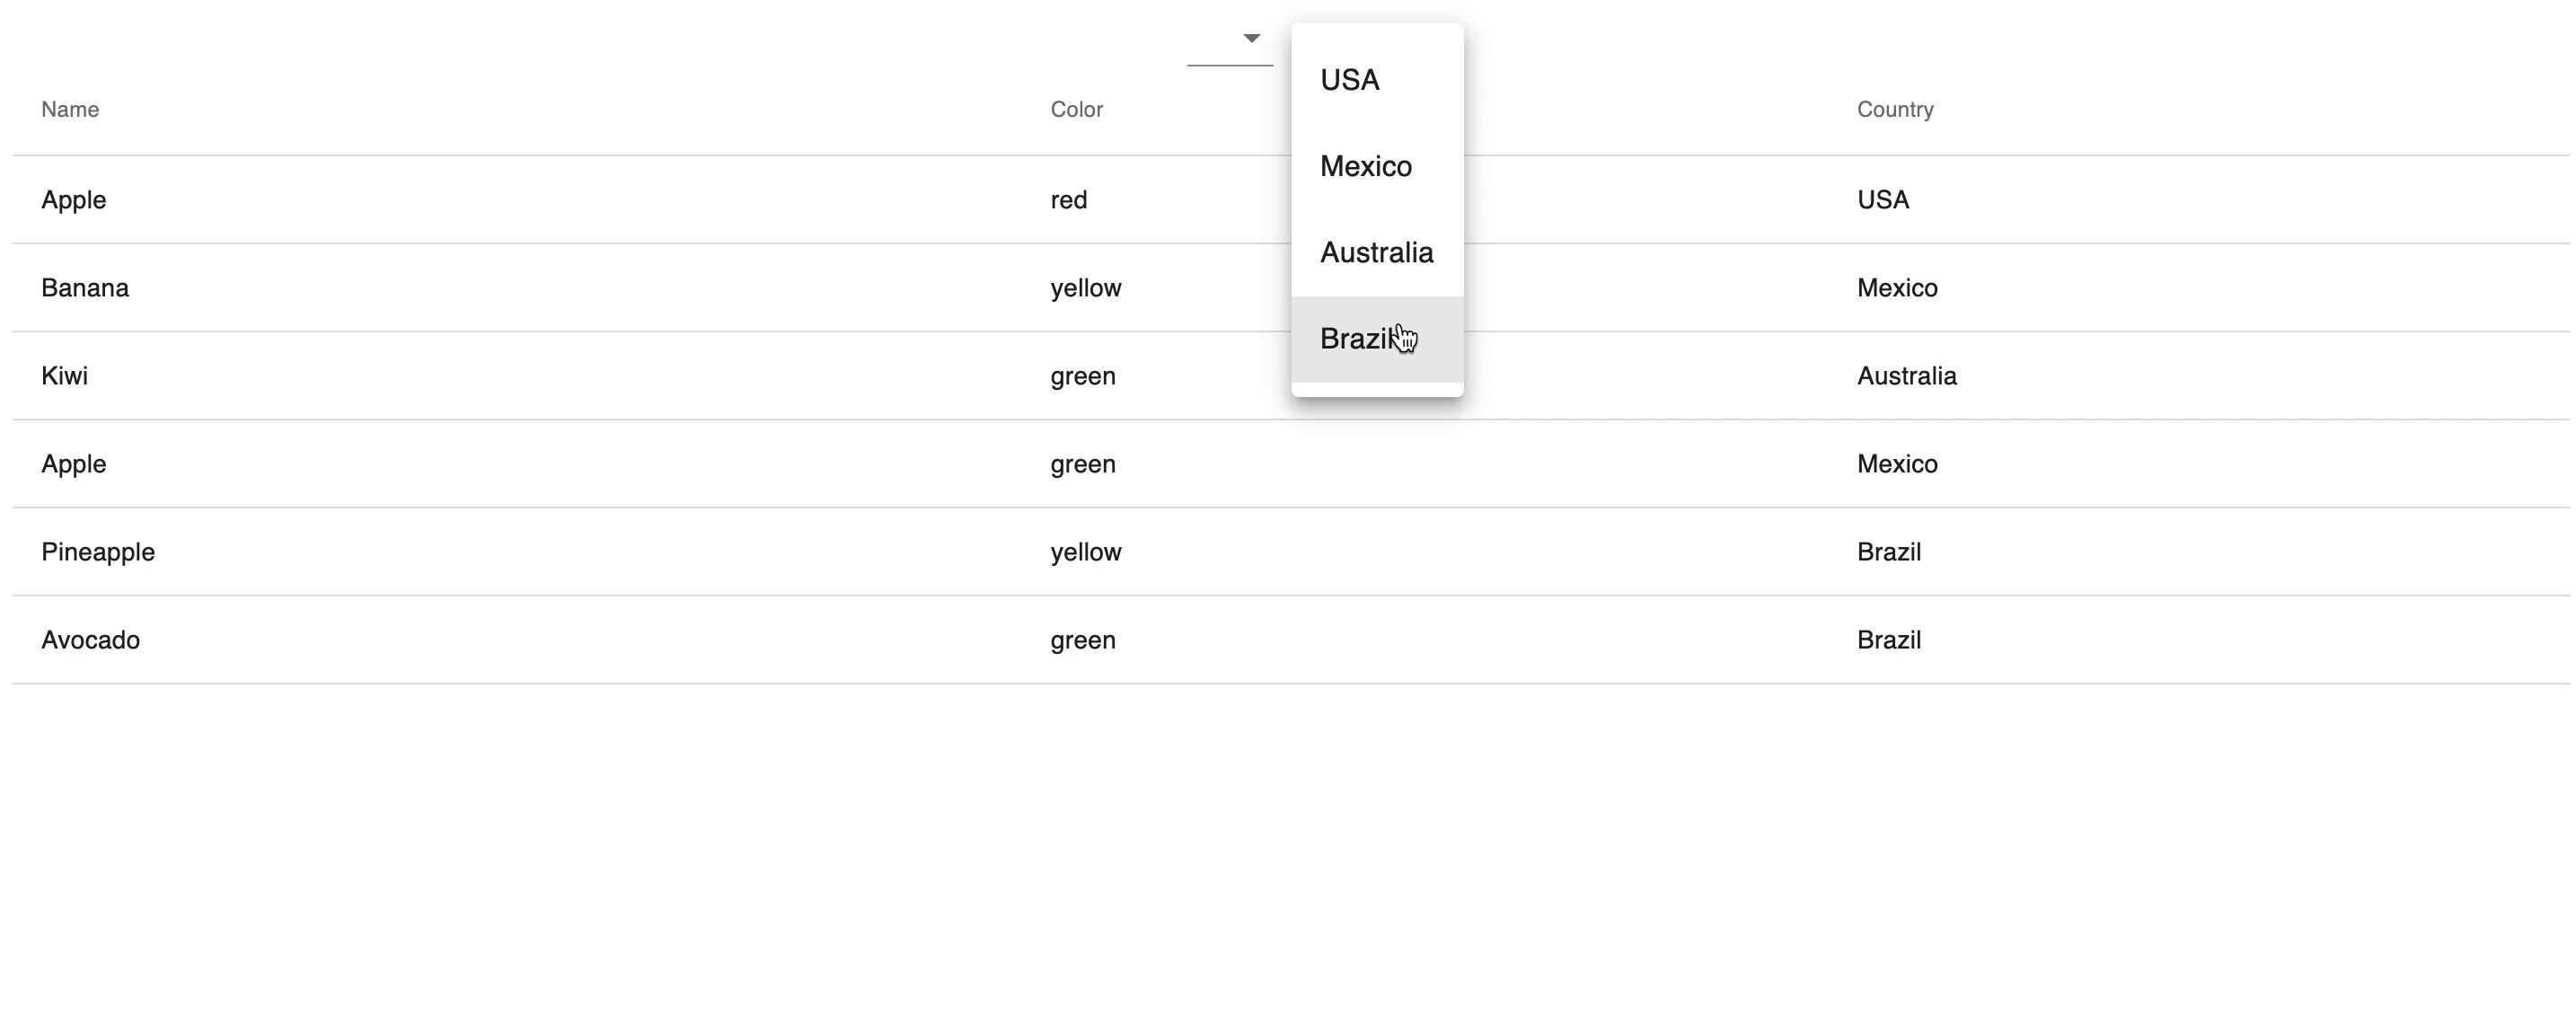 USA
Mexico
Australia
Brazil
Name Color Country
Apple red USA
Banana yellow Mexico
Kiwi green Australia
Apple green Mexico
Pineapple yellow Brazil
Avocado green Brazil